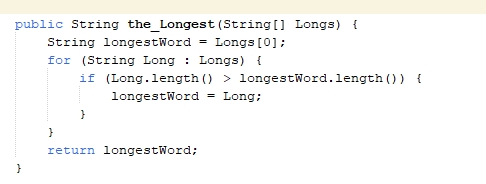 public String the_Longest(String[] Longs) {
    String longestWord = Longs[0];
    for (String Long : Longs) {
        if (Long.length() > longestWord.length()) {
            longestWord = Long;
        }
    }
    return longestWord;
}